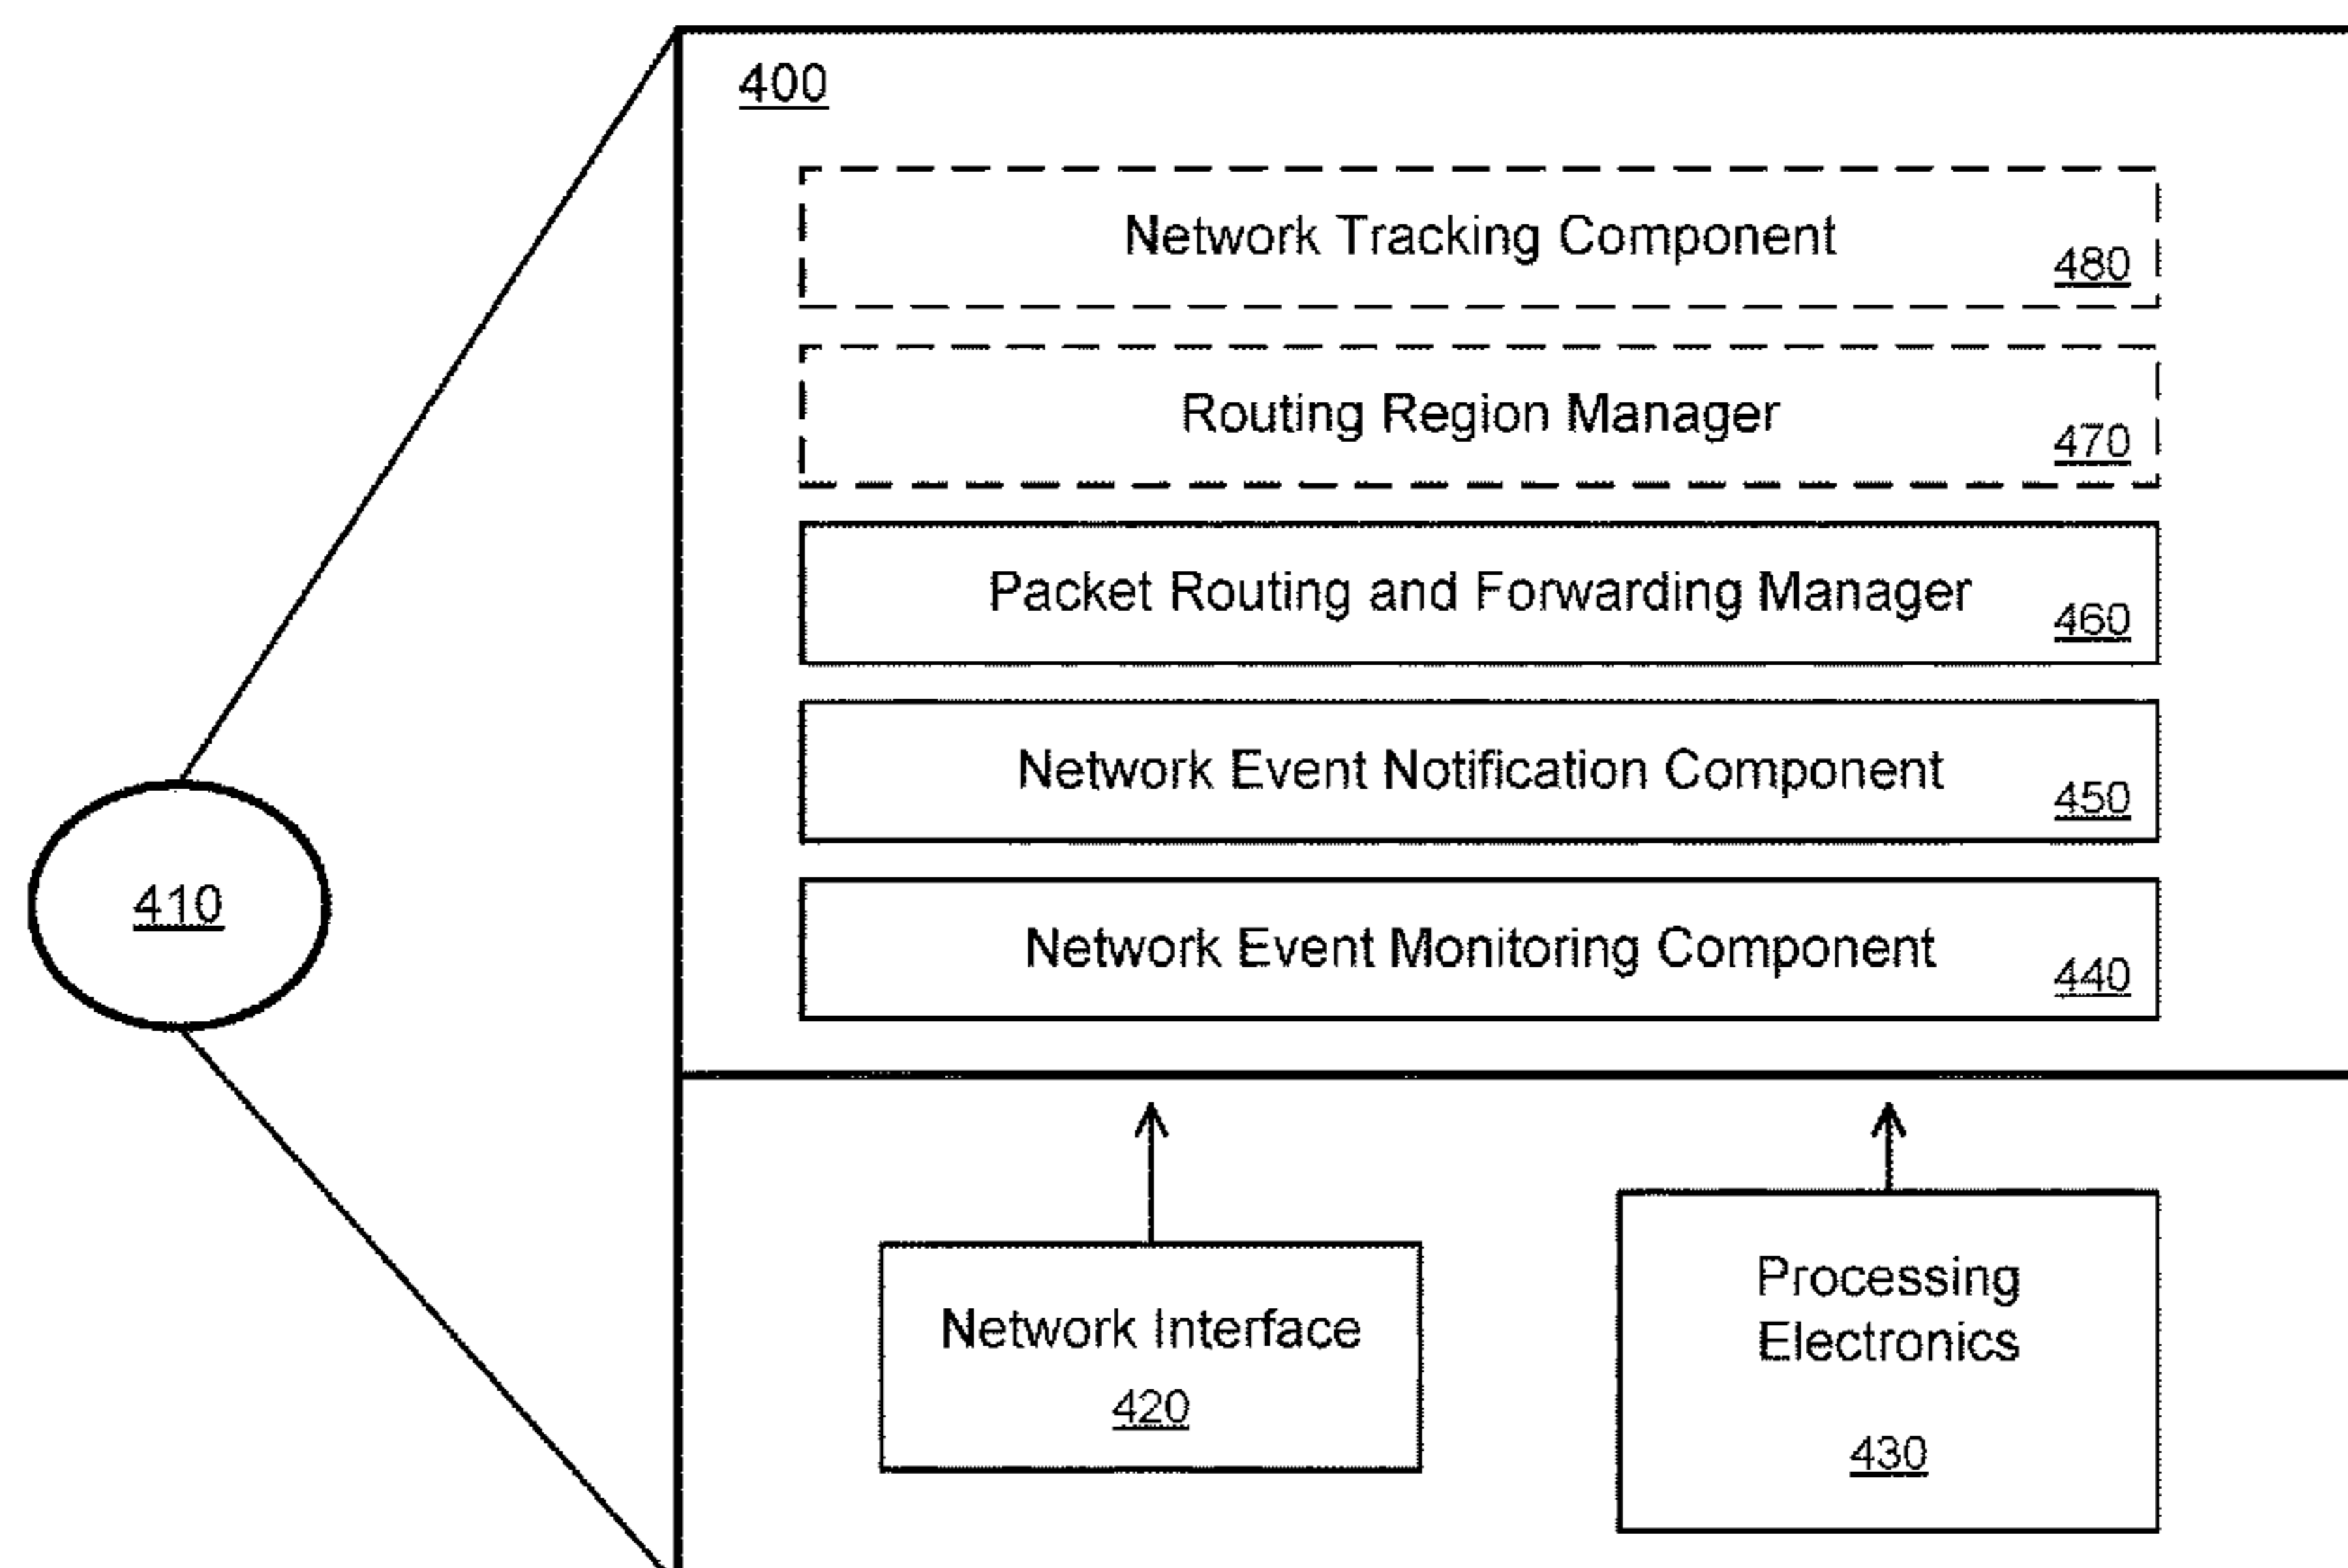 400
Network Tracking Component
480
Routing Region Manager
470
Packet Routing and Forwarding Manager
460
Network Event Notification Component
450
410
Network Event Monitoring Component
440
Network Interface
420
Processing
Electronics
430